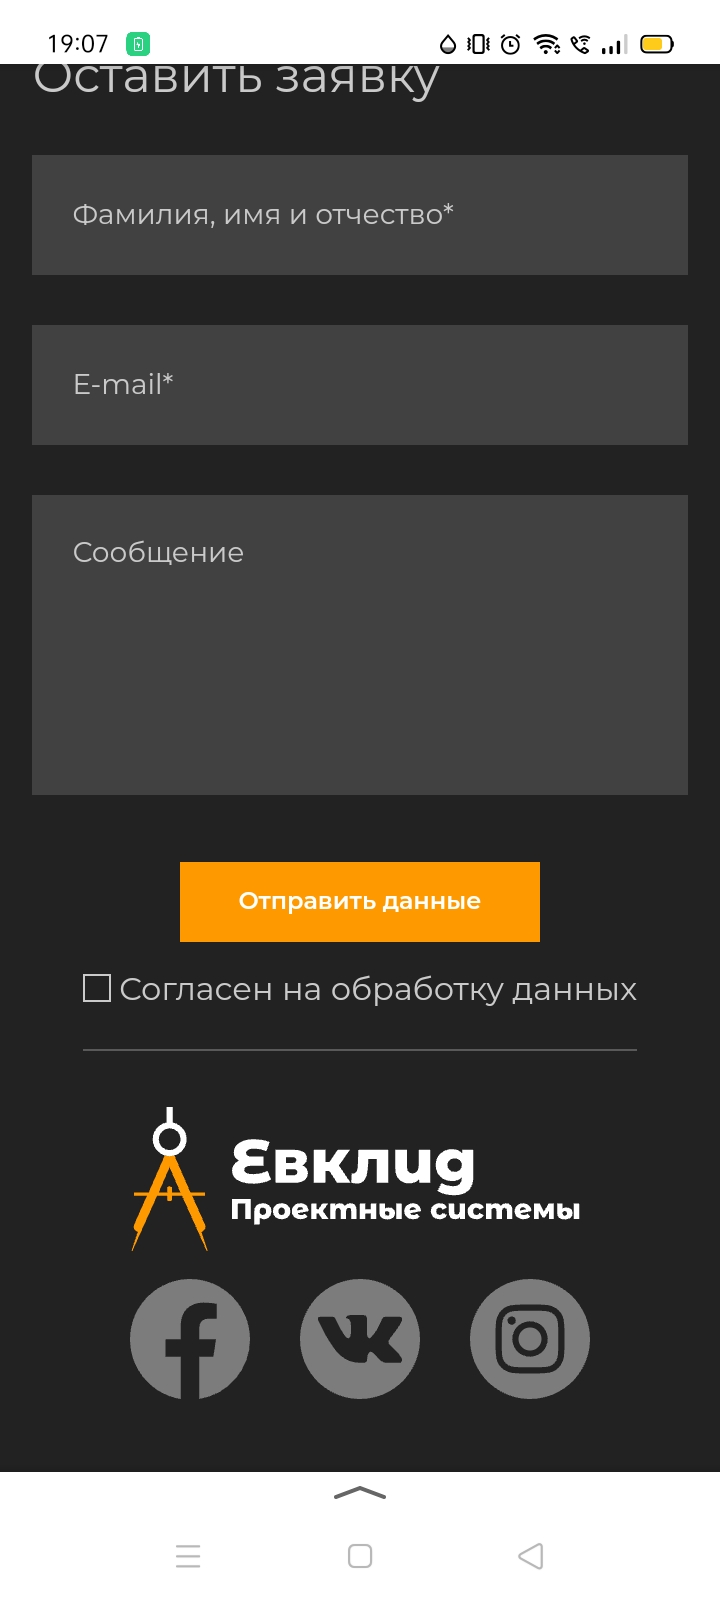 19:07
Оставить заявку
Фамилия, имя и отчество*
E-mail*
Сообщение
Отправить данные
Согласен на обработку данных
Евклид
Проектные системы